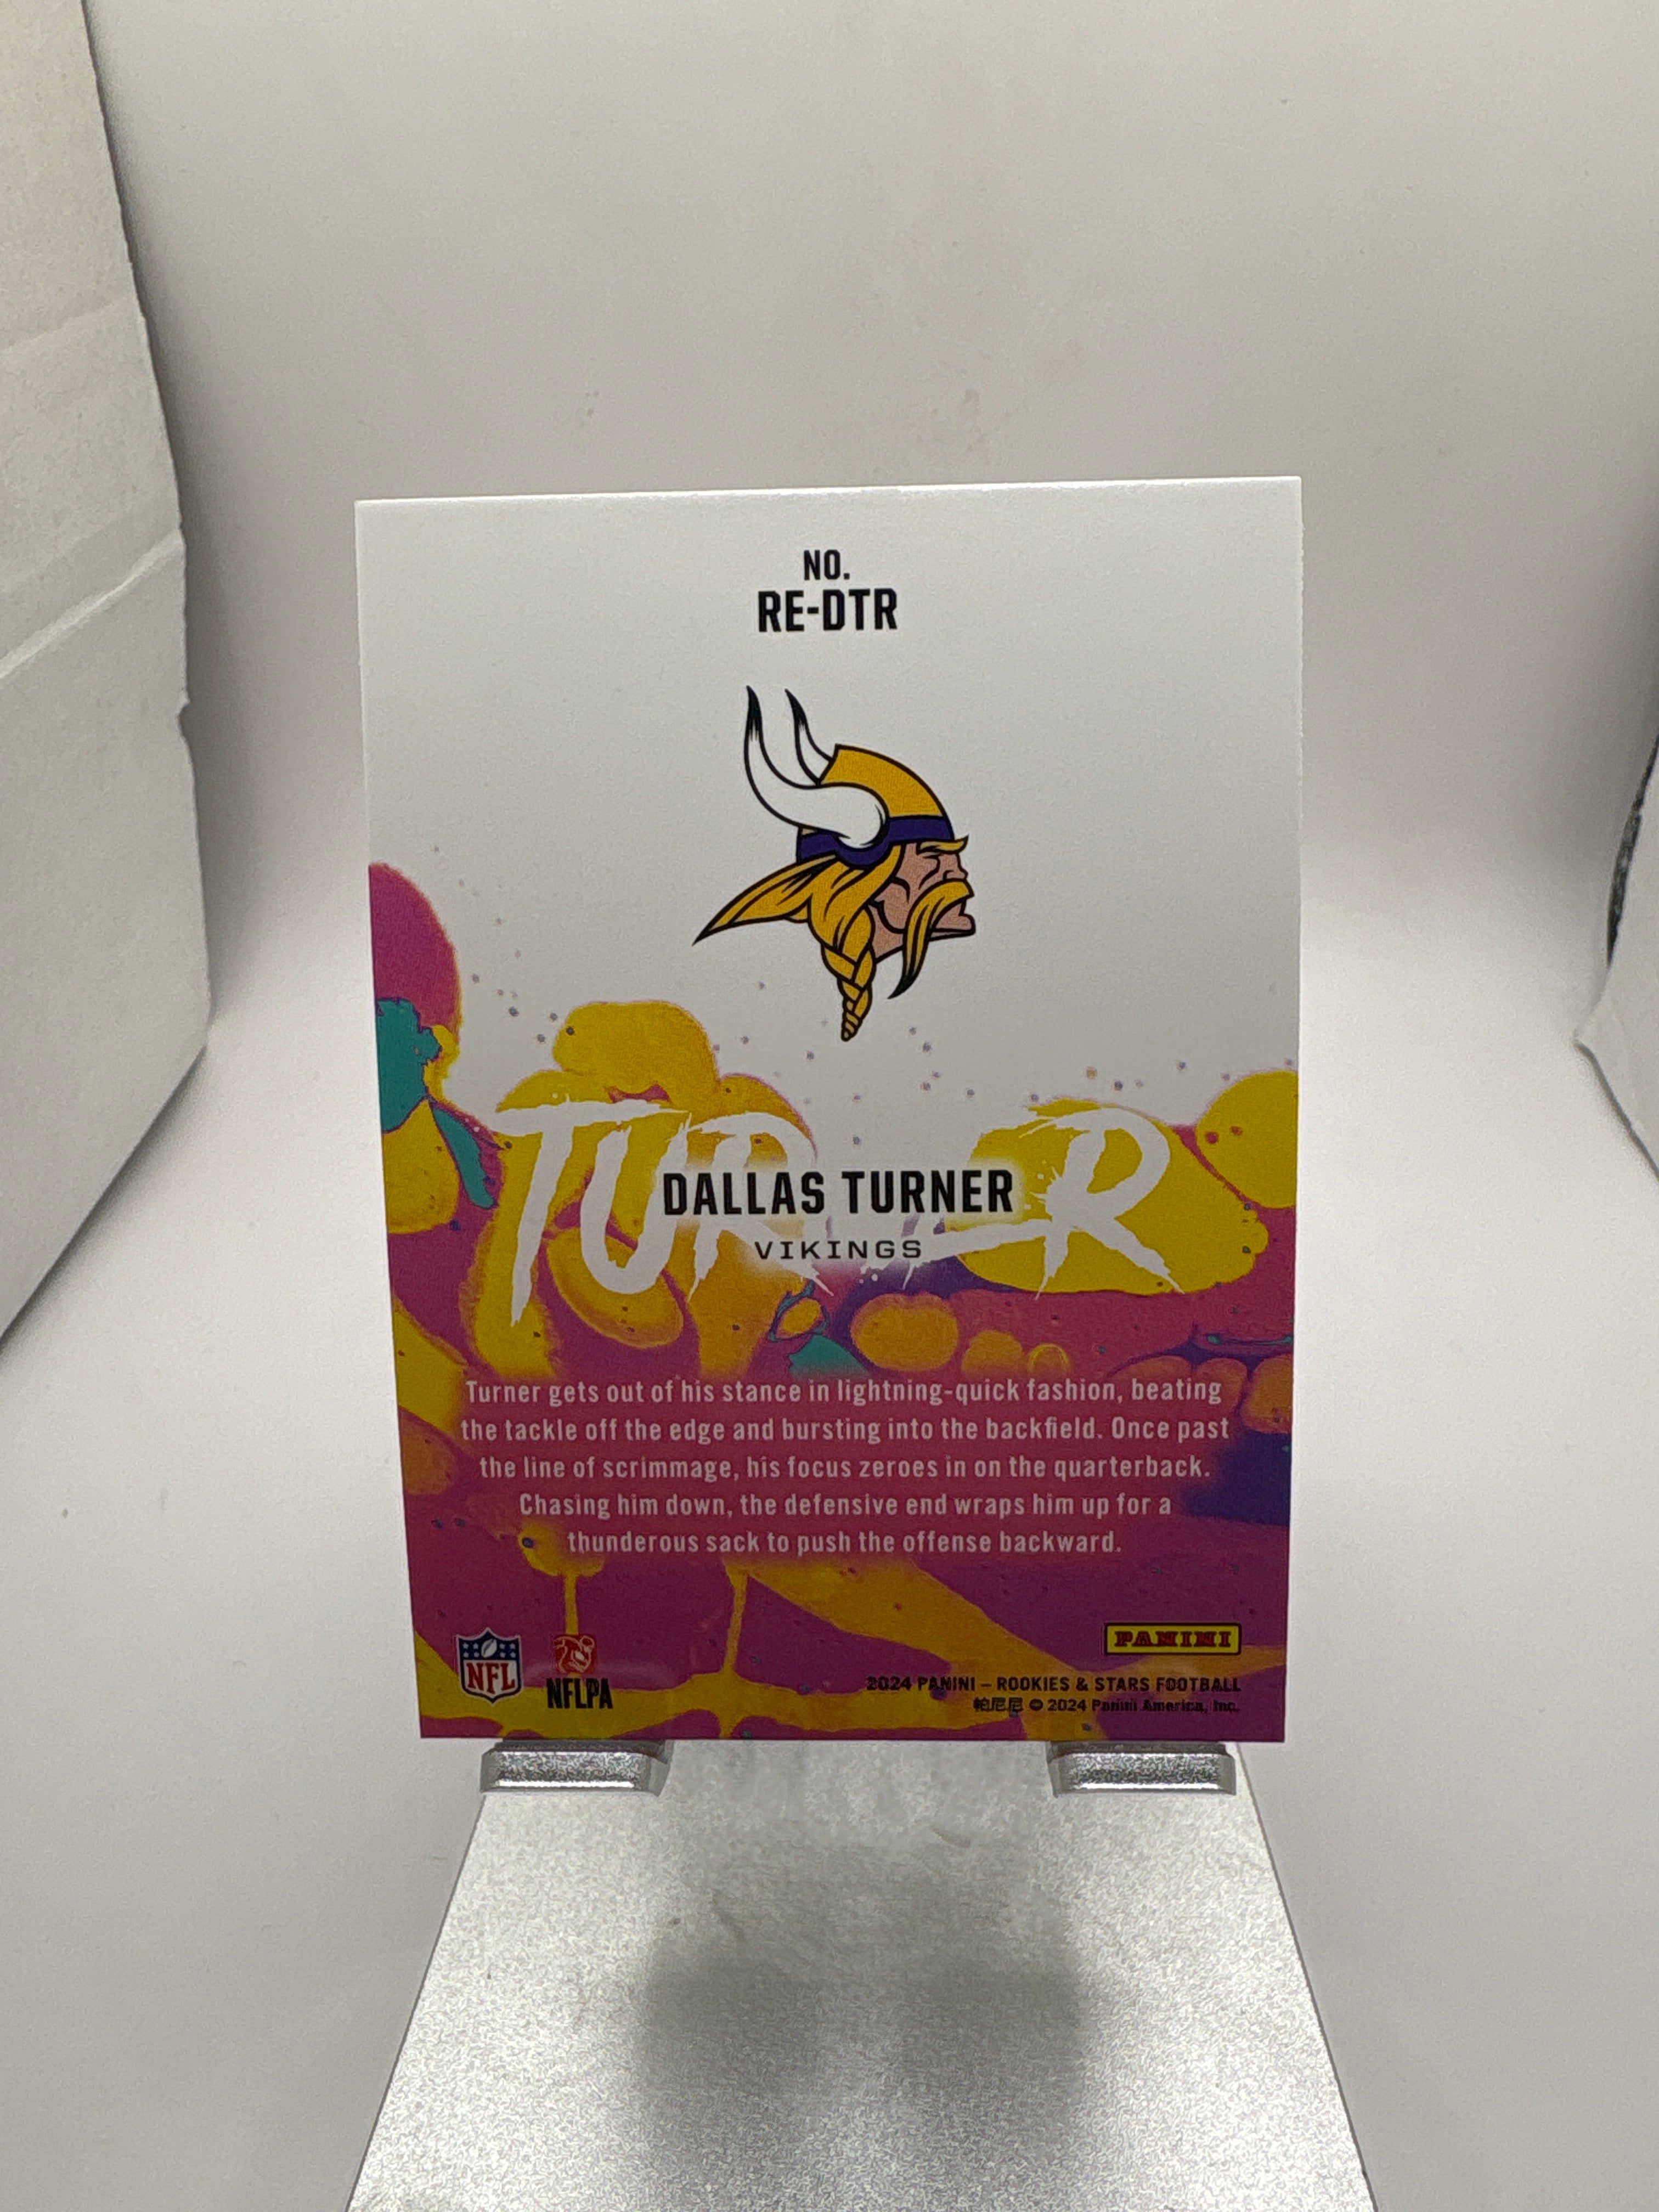 NO.
RE-DTR
TURNER
DALLAS TURNER
VIKINGS
Turner gets out of his stance in lightning-quick fashion, beating
the tackle off the edge and bursting into the backfield. Once past
the line of scrimmage, his focus zeroes in on the quarterback.
Chasing him down, the defensive end wraps him up for a
thunderous sack to push the offense backward.
PANINI
NFL
NFLPA
2024 PANINI – ROOKIES & STARS FOOTBALL
帕尼尼 © 2024 Panini America, Inc.